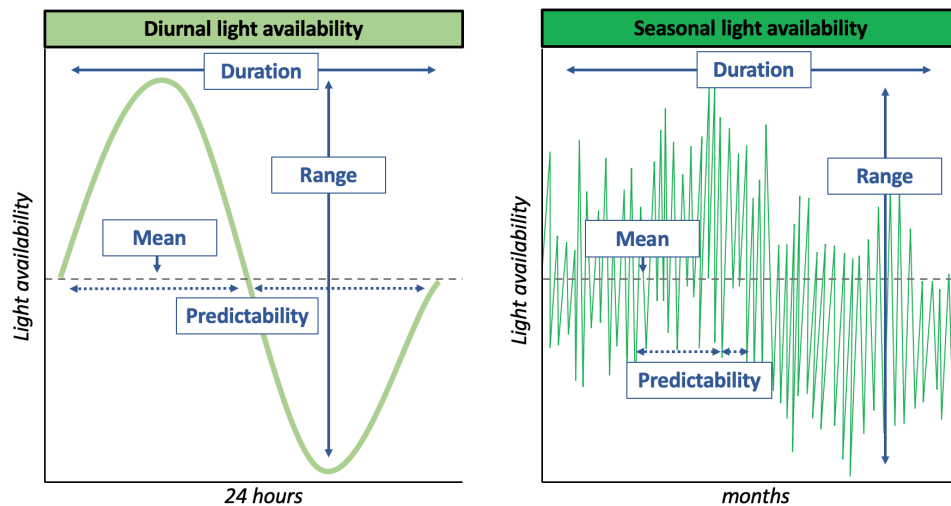 Diurnal light availability
Duration
Range
Mean
Predictability
Light availability
24 hours
Seasonal light availability
Duration
Range
Mean
Predictability
Light availability
months